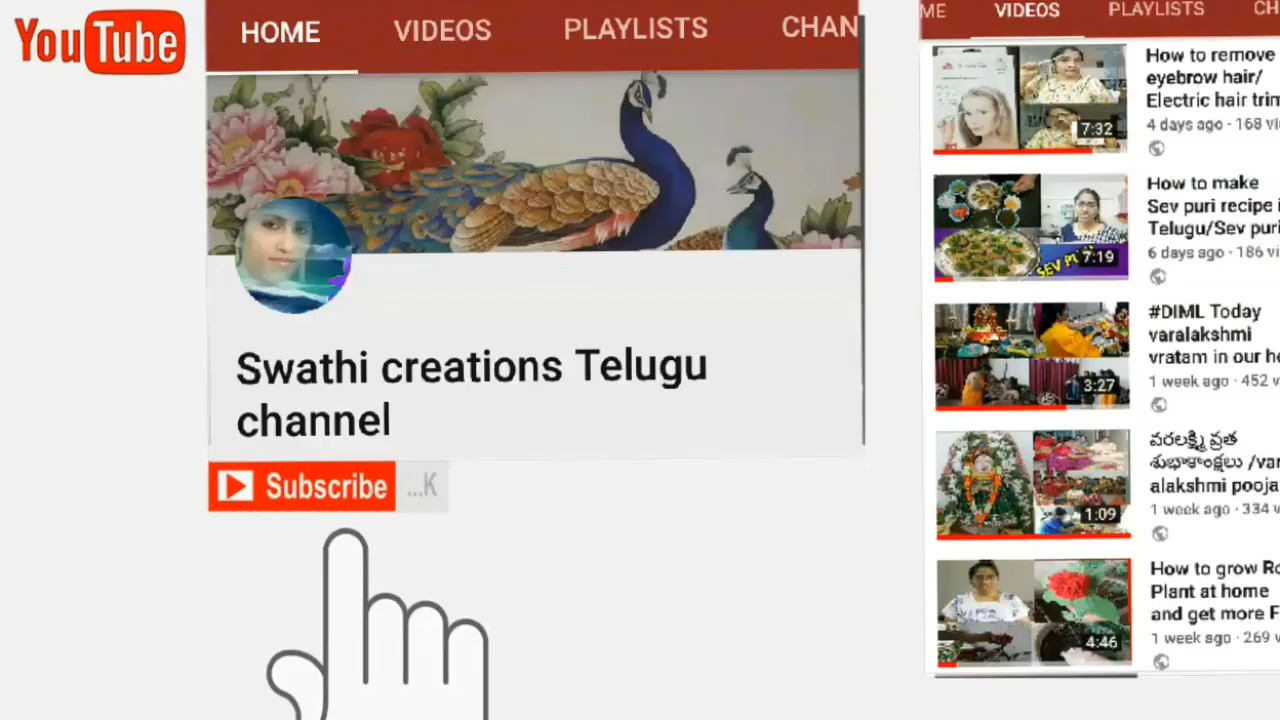 YouTube
HOME VIDEOS PLAYLISTS CHAN
Swathi creations Telugu
channel
Subscribe ...K
ME VIDEOS PLAYLISTS CH
How to remove
eyebrow hair/
Electric hair trim
4 days ago · 168 vi
7:32
How to make
Sev puri recipe i
Telugu/Sev puri
6 days ago · 186 vi
SEV PU
7:19
#DIML Today
varalakshmi
vratam in our ho
1 week ago · 452 v
3:27
వరలక్ష్మి వ్రత
శుభాకాంక్షలు /var
alakshmi pooja
1 week ago · 334 v
1:09
How to grow Ro
Plant at home
and get more F
1 week ago · 269 v
4:46